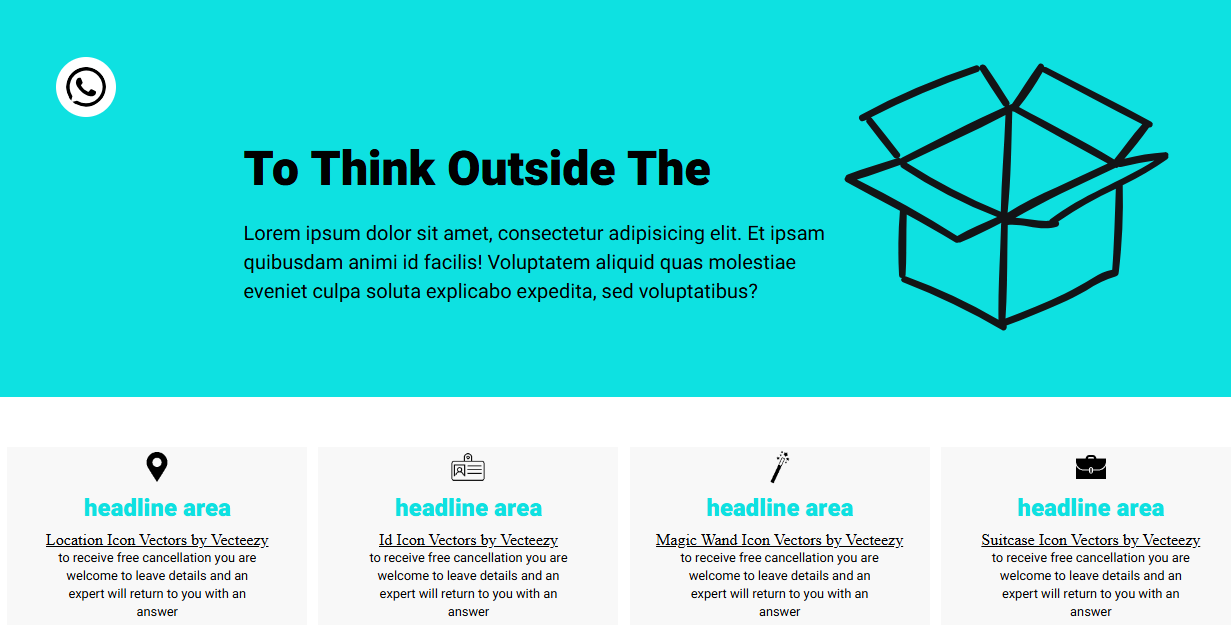 To Think Outside The
Lorem ipsum dolor sit amet, consectetur adipisicing elit. Et ipsam
quibusdam animi id facilis! Voluptatem aliquid quas molestiae
eveniet culpa soluta explicabo expedita, sed voluptatibus?
headline area
Location Icon Vectors by Vecteezy
to receive free cancellation you are
welcome to leave details and an
expert will return to you with an
answer
headline area
Id Icon Vectors by Vecteezy
to receive free cancellation you are
welcome to leave details and an
expert will return to you with an
answer
headline area
Magic Wand Icon Vectors by Vecteezy
to receive free cancellation you are
welcome to leave details and an
expert will return to you with an
answer
headline area
Suitcase Icon Vectors by Vecteezy
to receive free cancellation you are
welcome to leave details and an
expert will return to you with an
answer